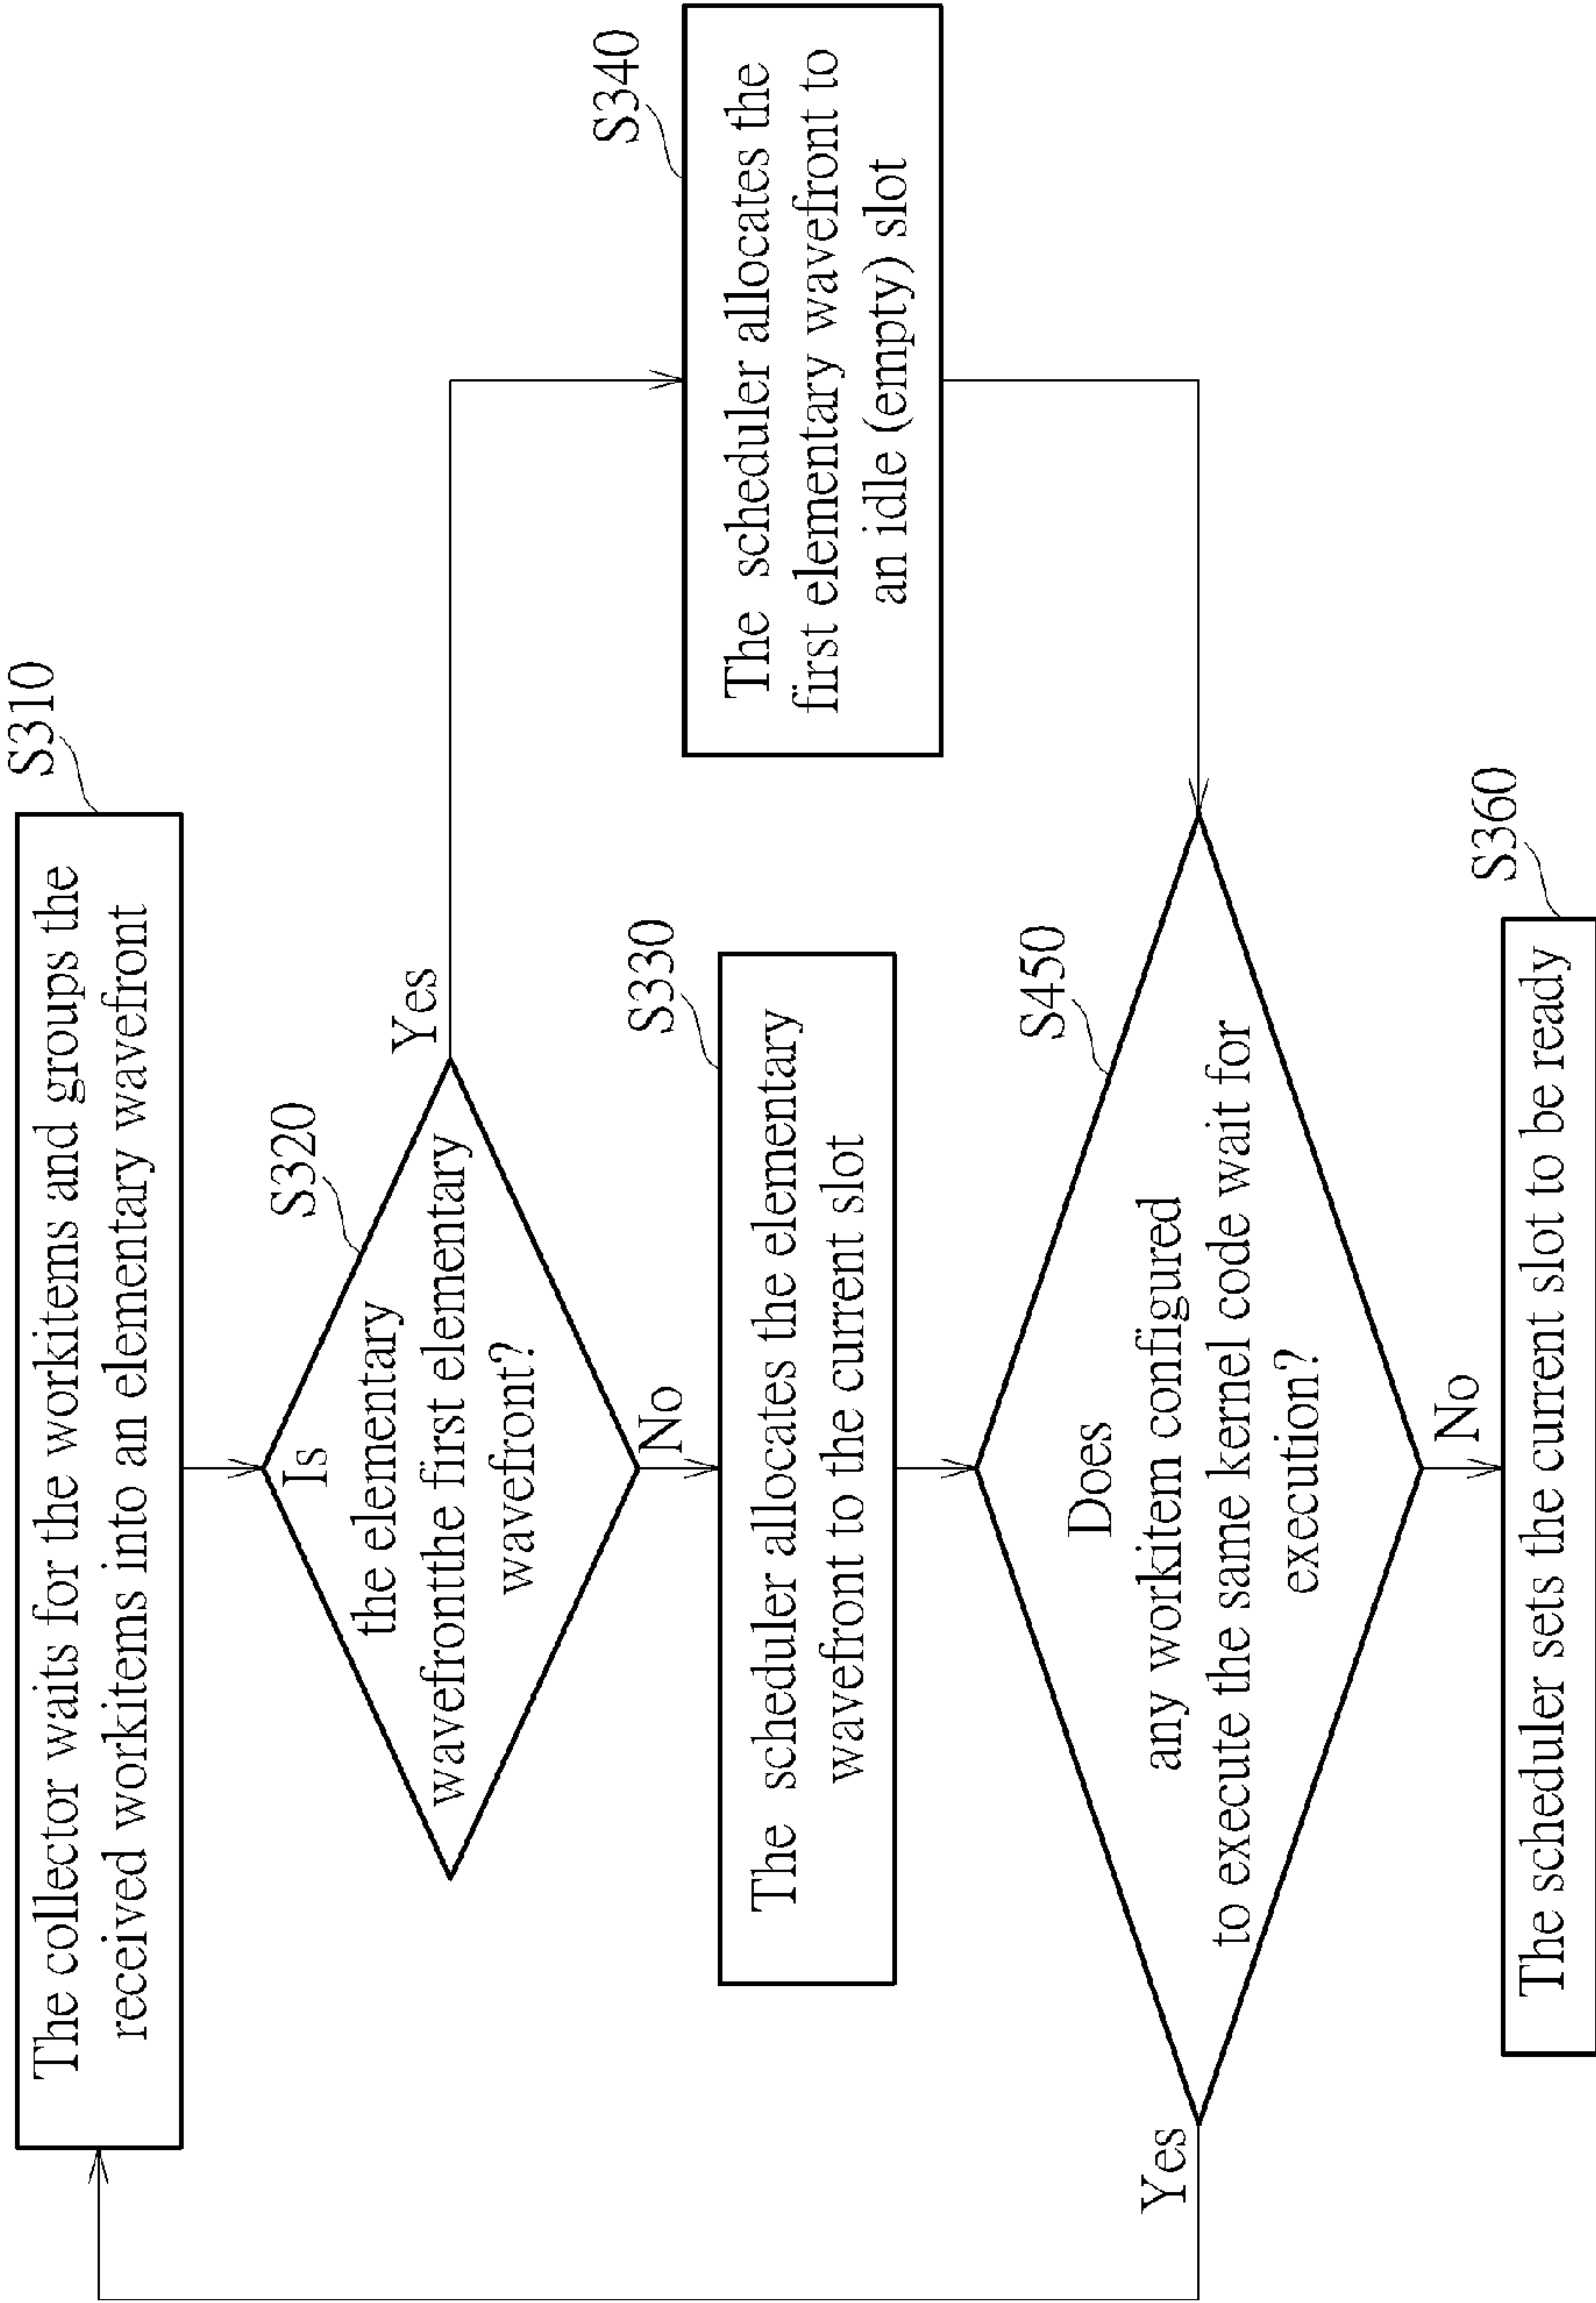 S310
The collector waits for the workitems and groups the
received workitems into an elementary wavefront
S320
Is
the elementary
wavefrontthe first elementary
wavefront?
Yes
No
S330
The scheduler allocates the elementary
wavefront to the current slot
S340
The scheduler allocates the
first elementary wavefront to
an idle (empty) slot
S450
Does
any workitem configured
to execute the same kernel code wait for
execution?
Yes
No
S360
The scheduler sets the current slot to be ready